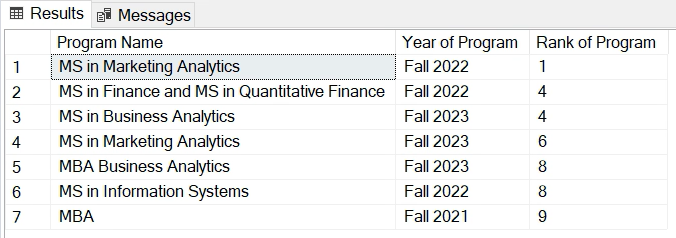 Results Messages
Program Name Year of Program Rank of Program
1 MS in Marketing Analytics Fall 2022 1
2 MS in Finance and MS in Quantitative Finance Fall 2022 4
3 MS in Business Analytics Fall 2023 4
4 MS in Marketing Analytics Fall 2023 6
5 MBA Business Analytics Fall 2023 8
6 MS in Information Systems Fall 2022 8
7 MBA Fall 2021 9